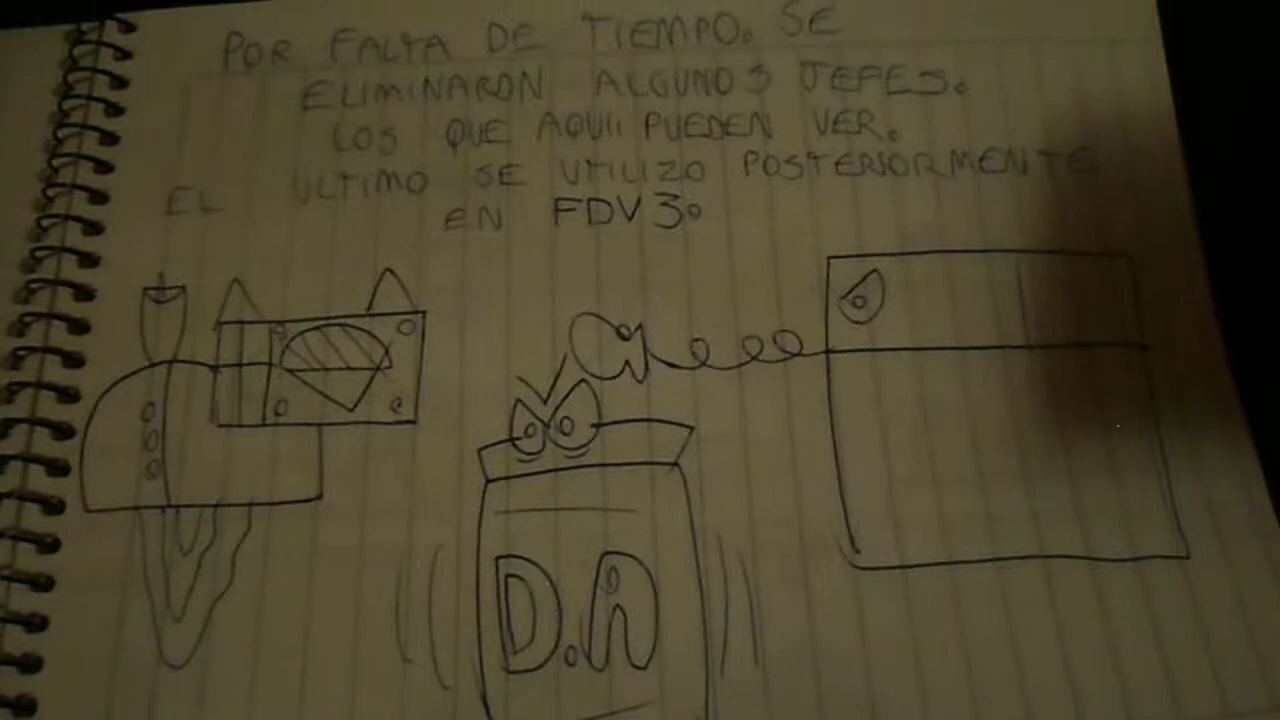 POR FALTA DE TIEMPO. SE
ELIMINARON ALGUNOS JEFES.
LOS QUE AQUI PUEDEN VER.
EL ULTIMO SE UTILIZO POSTERIORMENTE
EN FDV3.
D.A